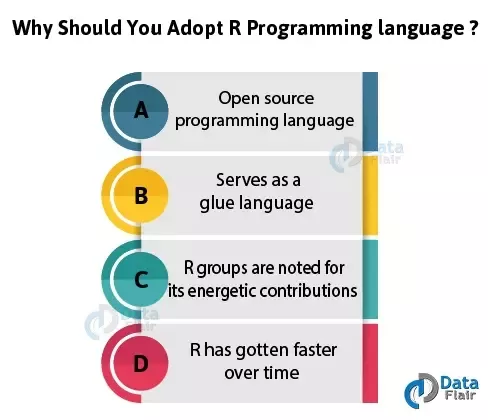 Why Should You Adopt R Programming language ?
A
Open source
programming language
Data
Flair
B
Serves as a
glue language
C
R groups are noted for
its energetic contributions
Data
Flair
D
R has gotten faster
over time
Data
Flair